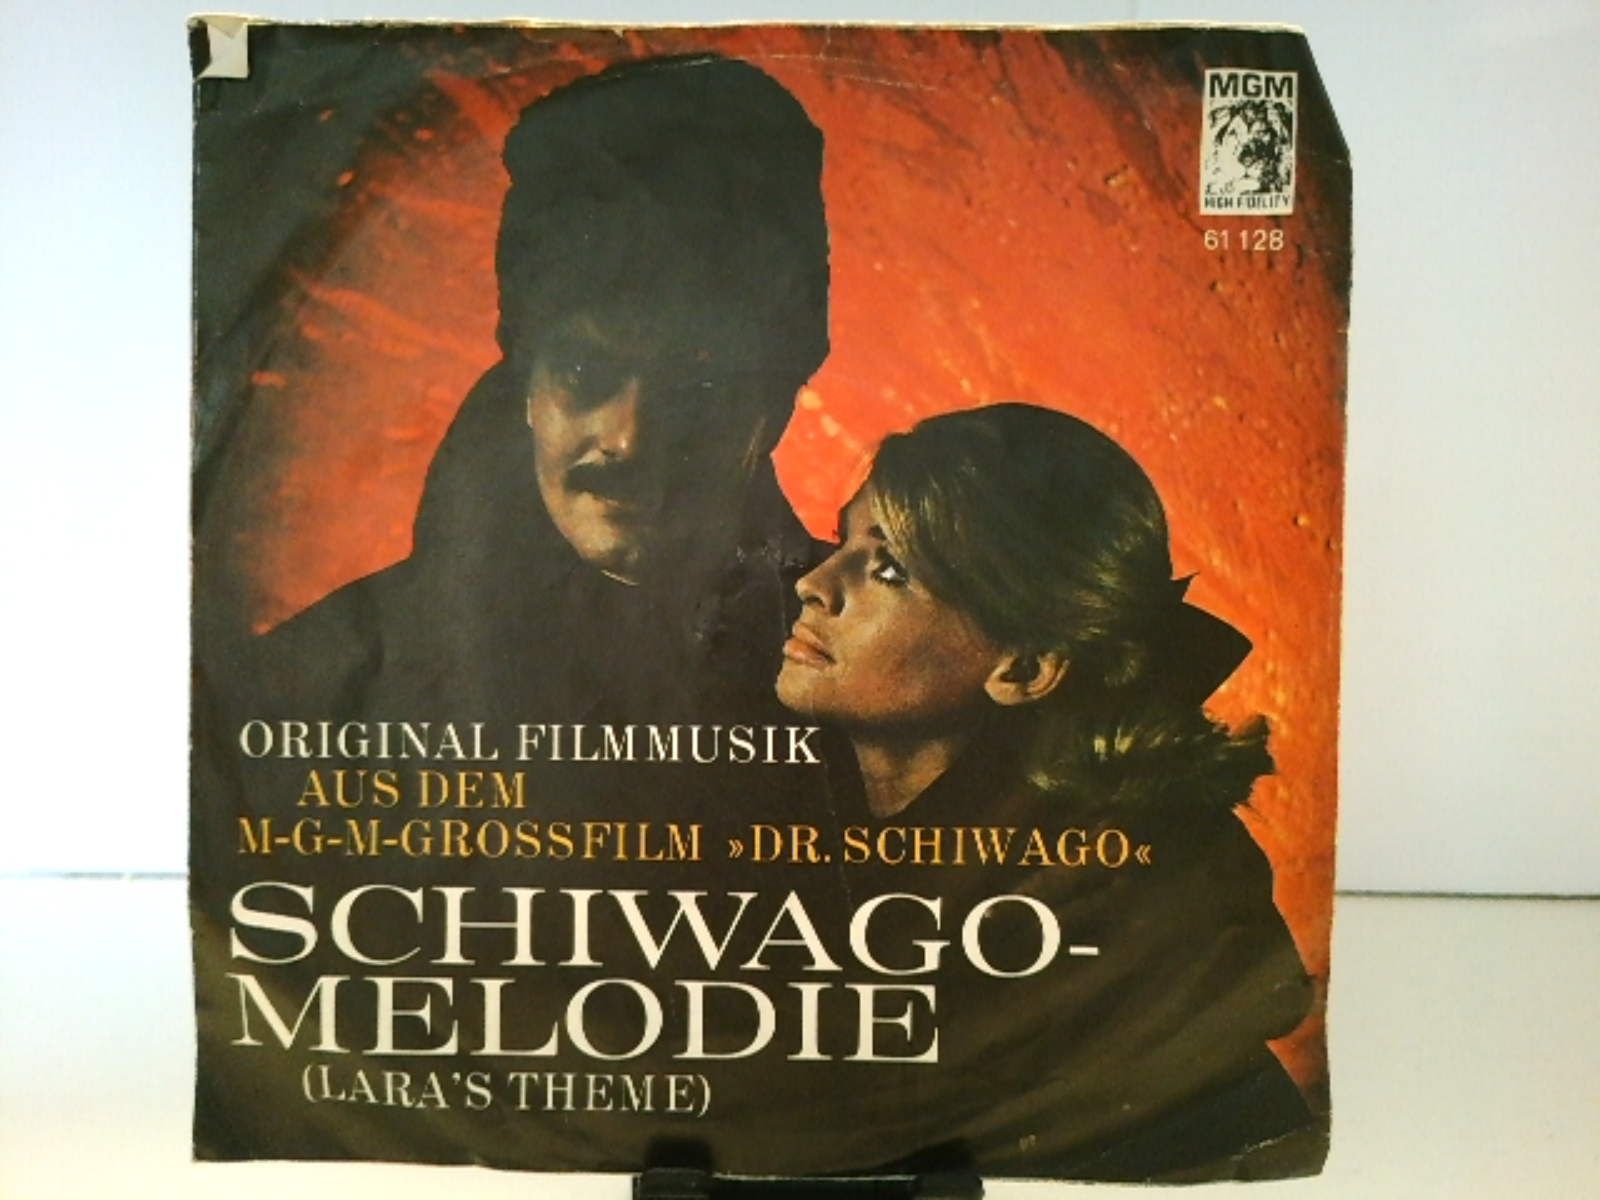 MGM
HIGH FIDELITY
61 128
ORIGINAL FILMMUSIK
AUS DEM
M-G-M-GROSSFILM »DR. SCHIWAGO«
SCHIWAGO-
MELODIE
(LARA'S THEME)